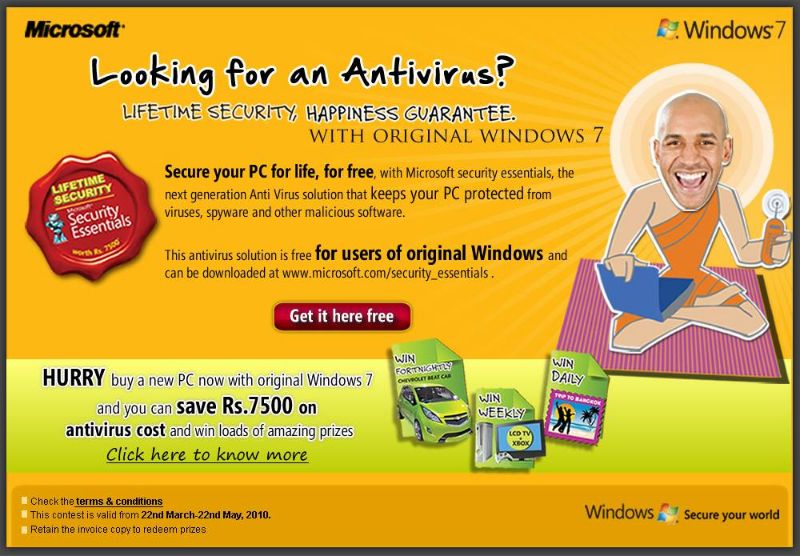 Microsoft®
Windows®7
Looking for an Antivirus?
LIFETIME SECURITY, HAPPINESS GUARANTEE.
WITH ORIGINAL WINDOWS 7
LIFETIME SECURITY
Microsoft®
Security
Essentials
worth Rs. 7500
Secure your PC for life, for free, with Microsoft security essentials, the
next generation Anti Virus solution that keeps your PC protected from
viruses, spyware and other malicious software.
This antivirus solution is free for users of original Windows and
can be downloaded at www.microsoft.com/security_essentials .
Get it here free
HURRY buy a new PC now with original Windows 7
and you can save Rs.7500 on
antivirus cost and win loads of amazing prizes
Click here to know more
WIN
FORTNIGHTLY
CHEVROLET BEAT CAR
WIN
WEEKLY
LCD TV
+
XBOX
WIN
DAILY
TRIP TO BANGKOK
Check the terms & conditions
This contest is valid from 22nd March-22nd May, 2010.
Retain the invoice copy to redeem prizes
Windows Secure your world